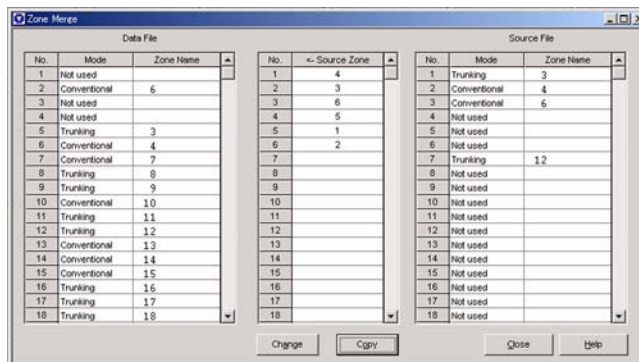 Zone Merge
Data File
No. Mode Zone Name
1 Not used
2 Conventional 6
3 Not used
4 Not used
5 Trunking 3
6 Conventional 4
7 Conventional 7
8 Trunking 8
9 Trunking 9
10 Conventional 10
11 Trunking 11
12 Trunking 12
13 Conventional 13
14 Conventional 14
15 Conventional 15
16 Trunking 16
17 Trunking 17
18 Trunking 18
No. <- Source Zone
1 4
2 3
3 6
4 5
5 1
6 2
7
8
9
10
11
12
13
14
15
16
17
18
Source File
No. Mode Zone Name
1 Trunking 3
2 Conventional 4
3 Conventional 6
4 Not used
5 Not used
6 Not used
7 Trunking 12
8 Not used
9 Not used
10 Not used
11 Not used
12 Not used
13 Not used
14 Not used
15 Not used
16 Not used
17 Not used
18 Not used
Change Copy Close Help